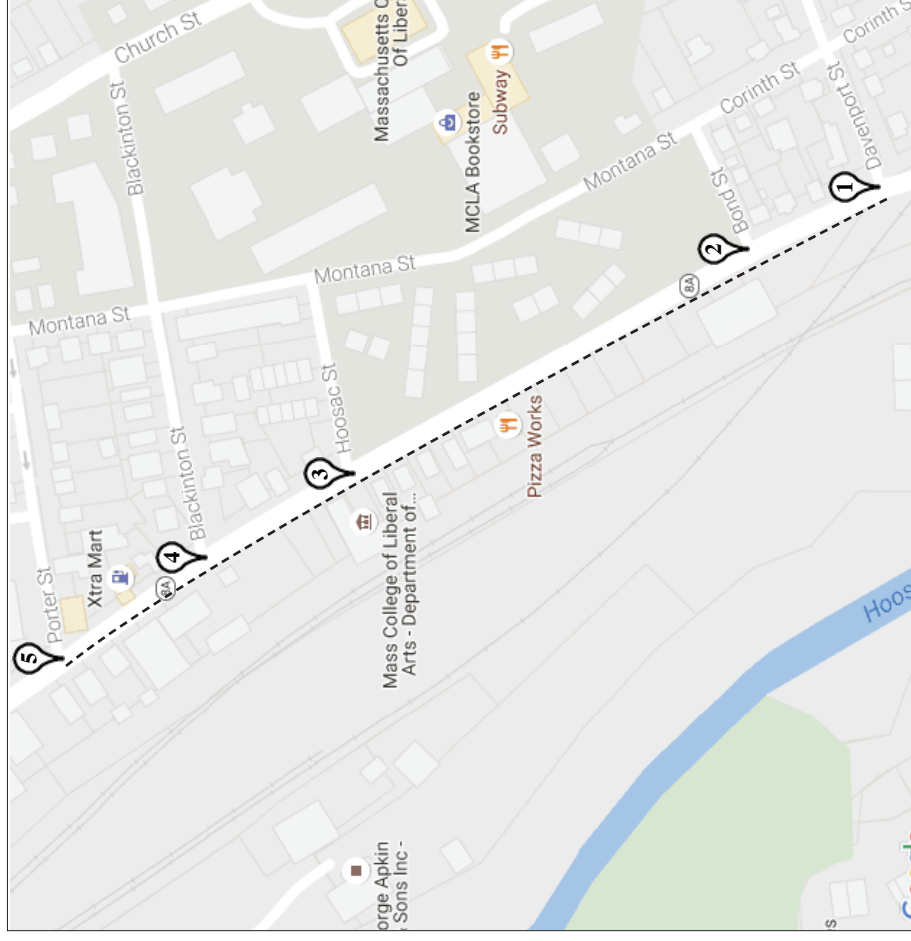 Church St
Massachusetts C
Of Liber
Blackinton St
Subway
MCLA Bookstore
Corinth St
Corinth S
Davenport St
Montana St
Bond St
1
2
8A
Montana St
Montana St
Hoosac St
3
Pizza Works
Blackinton St
4
8A
Mass College of Liberal
Arts - Department of...
Xtra Mart
Porter St
5
Hoos
orge Apkin
Sons Inc -
s